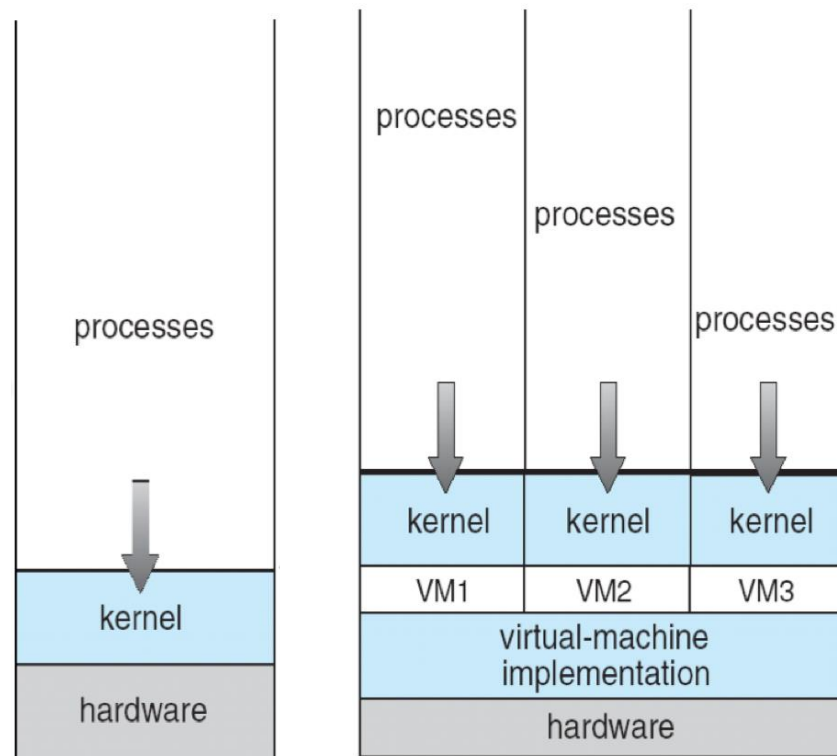 processes
kernel
hardware
processes
processes
processes
kernel kernel kernel
VM1 VM2 VM3
virtual-machine
implementation
hardware